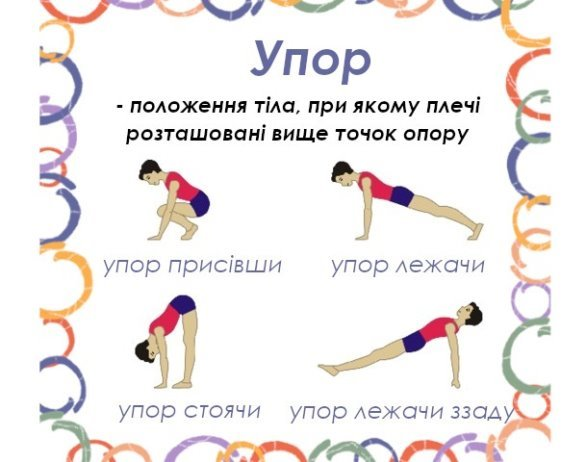 Упор
- положення тіла, при якому плечі
розташовані вище точок опору
упор присівши
упор лежачи
упор стоячи
упор лежачи ззаду